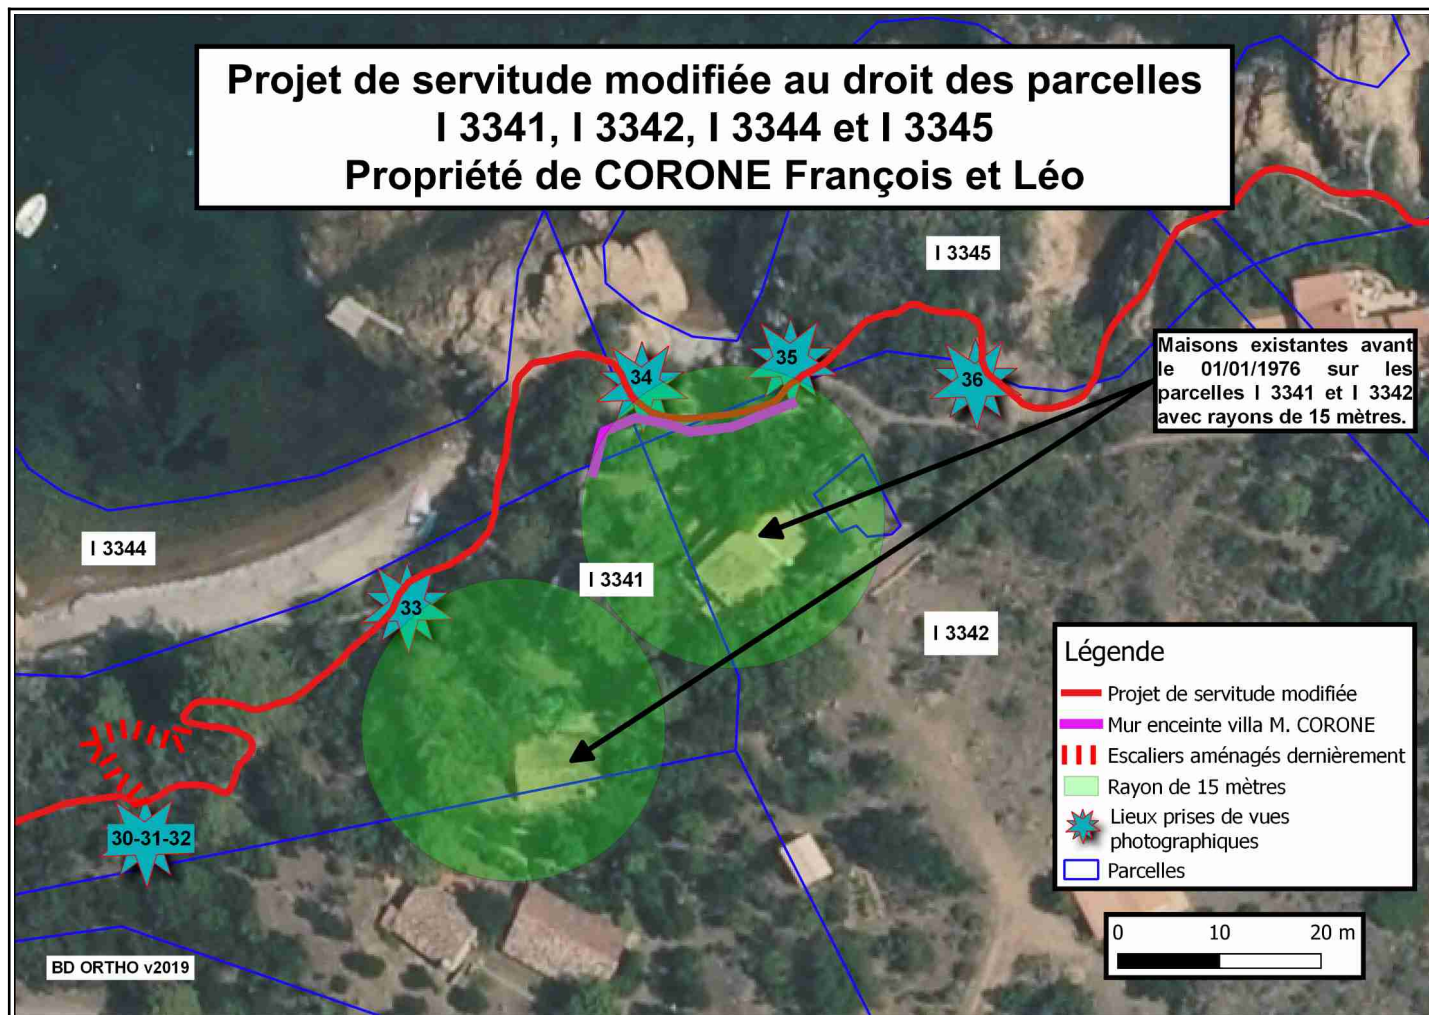 Projet de servitude modifiée au droit des parcelles
I 3341, I 3342, I 3344 et I 3345
Propriété de CORONE François et Léo
I 3345
Maisons existantes avant
le 01/01/1976 sur les
parcelles I 3341 et I 3342
avec rayons de 15 mètres.
35
34
36
I 3344
I 3341
33
I 3342
30-31-32
Légende
Projet de servitude modifiée
Mur enceinte villa M. CORONE
Escaliers aménagés dernièrement
Rayon de 15 mètres
Lieux prises de vues
photographiques
Parcelles
0 10 20 m
BD ORTHO v2019